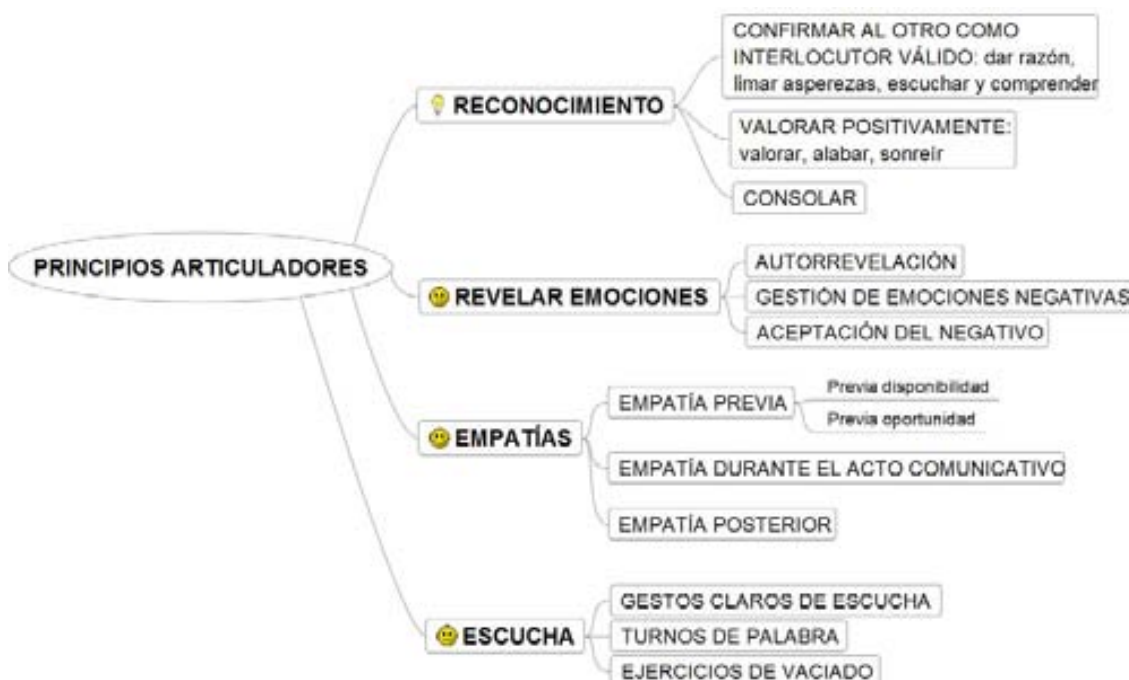 PRINCIPIOS ARTICULADORES
RECONOCIMIENTO
CONFIRMAR AL OTRO COMO
INTERLOCUTOR VÁLIDO: dar razón,
limar asperezas, escuchar y comprender
VALORAR POSITIVAMENTE:
valorar, alabar, sonreir
CONSOLAR
REVELAR EMOCIONES
AUTORREVELACIÓN
GESTIÓN DE EMOCIONES NEGATIVAS
ACEPTACIÓN DEL NEGATIVO
EMPATÍAS
EMPATÍA PREVIA
Previa disponibilidad
Previa oportunidad
EMPATÍA DURANTE EL ACTO COMUNICATIVO
EMPATÍA POSTERIOR
ESCUCHA
GESTOS CLAROS DE ESCUCHA
TURNOS DE PALABRA
EJERCICIOS DE VACIADO